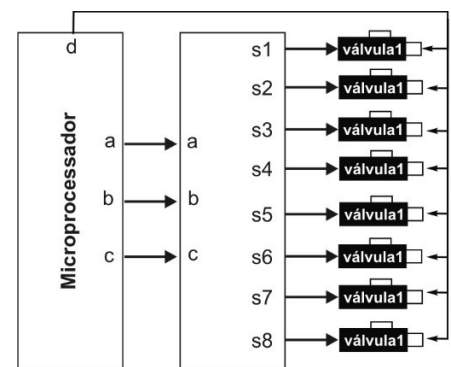 d
s1 válvula1
s2 válvula1
s3 válvula1
a a s4 válvula1
b b s5 válvula1
c c s6 válvula1
s7 válvula1
s8 válvula1
Microprocessador